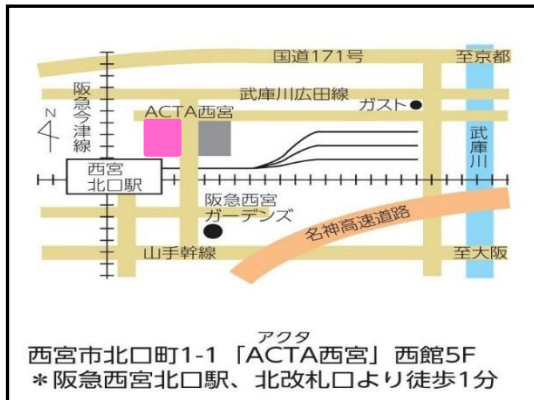 国道171号
至京都
阪急今津線
武庫川広田線
ACTA西宮
ガスト
N
武庫川
西宮
北口駅
阪急西宮
ガーデンズ
名神高速道路
山手幹線
至大阪
アクタ
西宮市北口町1-1「ACTA西宮」西館5F
*阪急西宮北口駅、北改札口より徒歩1分